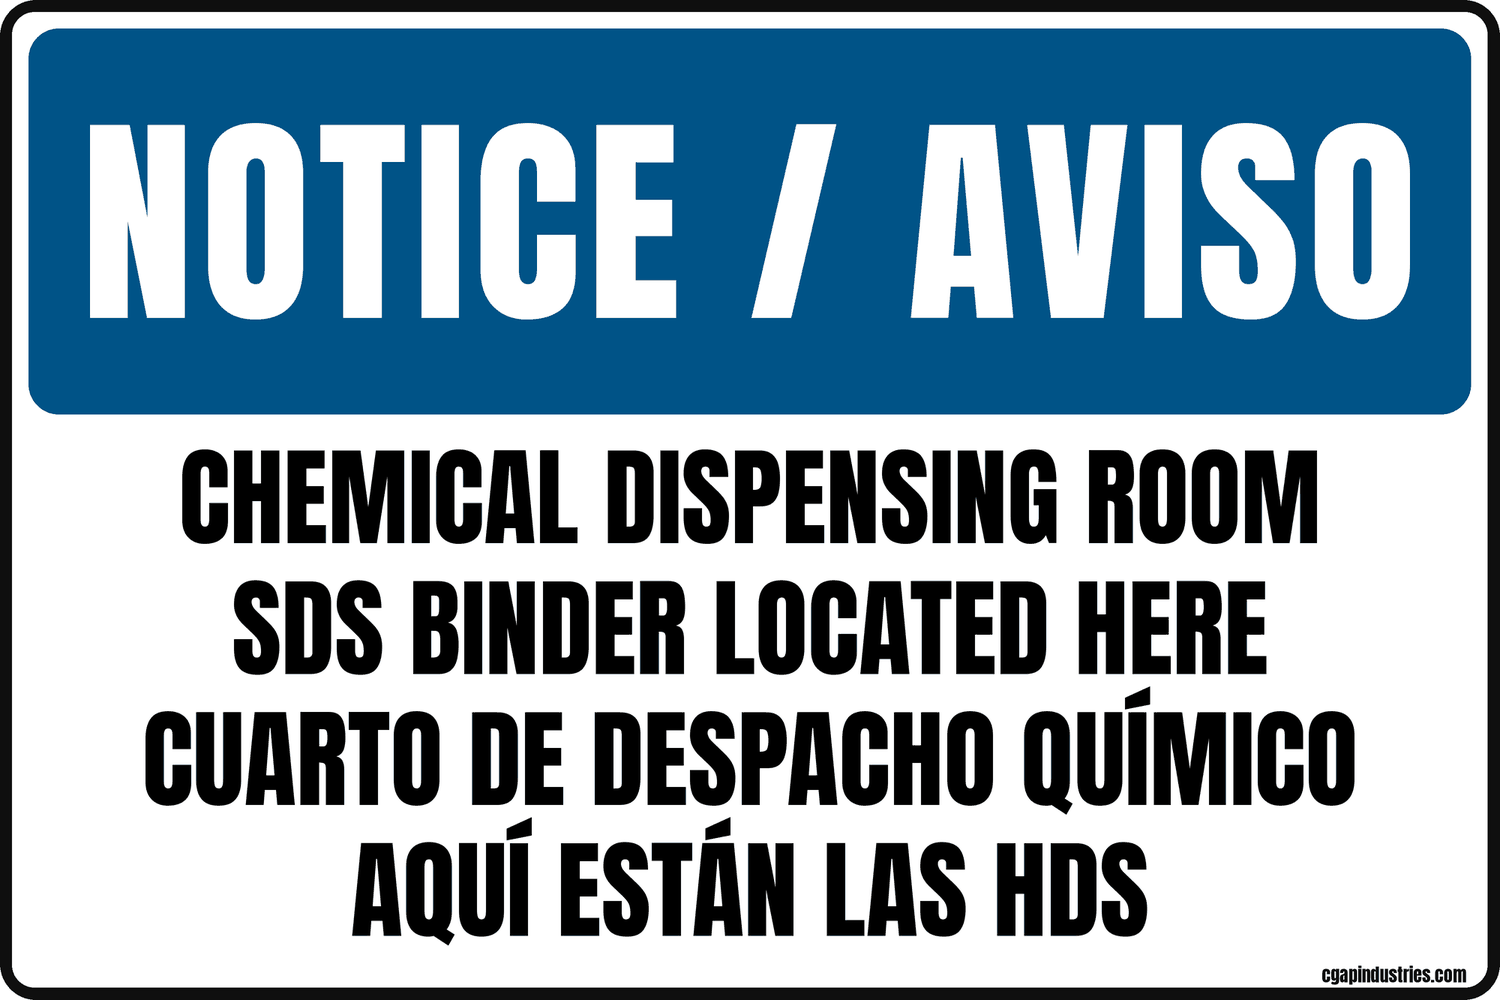 NOTICE / AVISO
CHEMICAL DISPENSING ROOM
SDS BINDER LOCATED HERE
CUARTO DE DESPACHO QUÍMICO
AQUÍ ESTÁN LAS HDS
cgapindustries.com